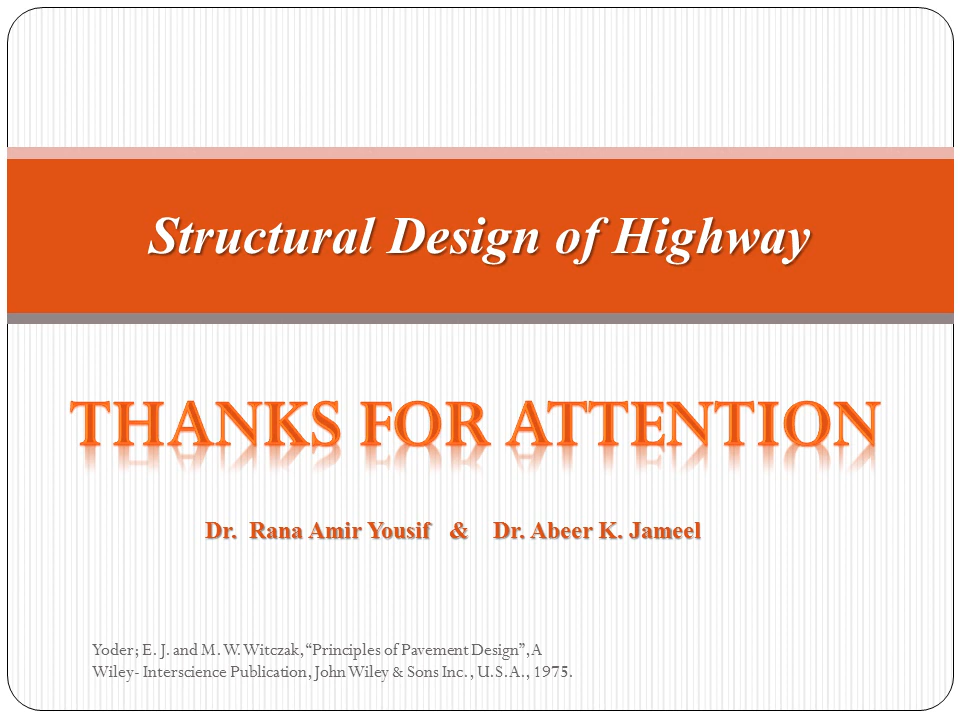 Structural Design of Highway
THANKS FOR ATTENTION
Dr. Rana Amir Yousif & Dr. Abeer K. Jameel
Yoder; E. J. and M. W. Witczak, “Principles of Pavement Design”, A
Wiley- Interscience Publication, John Wiley & Sons Inc. , U.S.A., 1975.